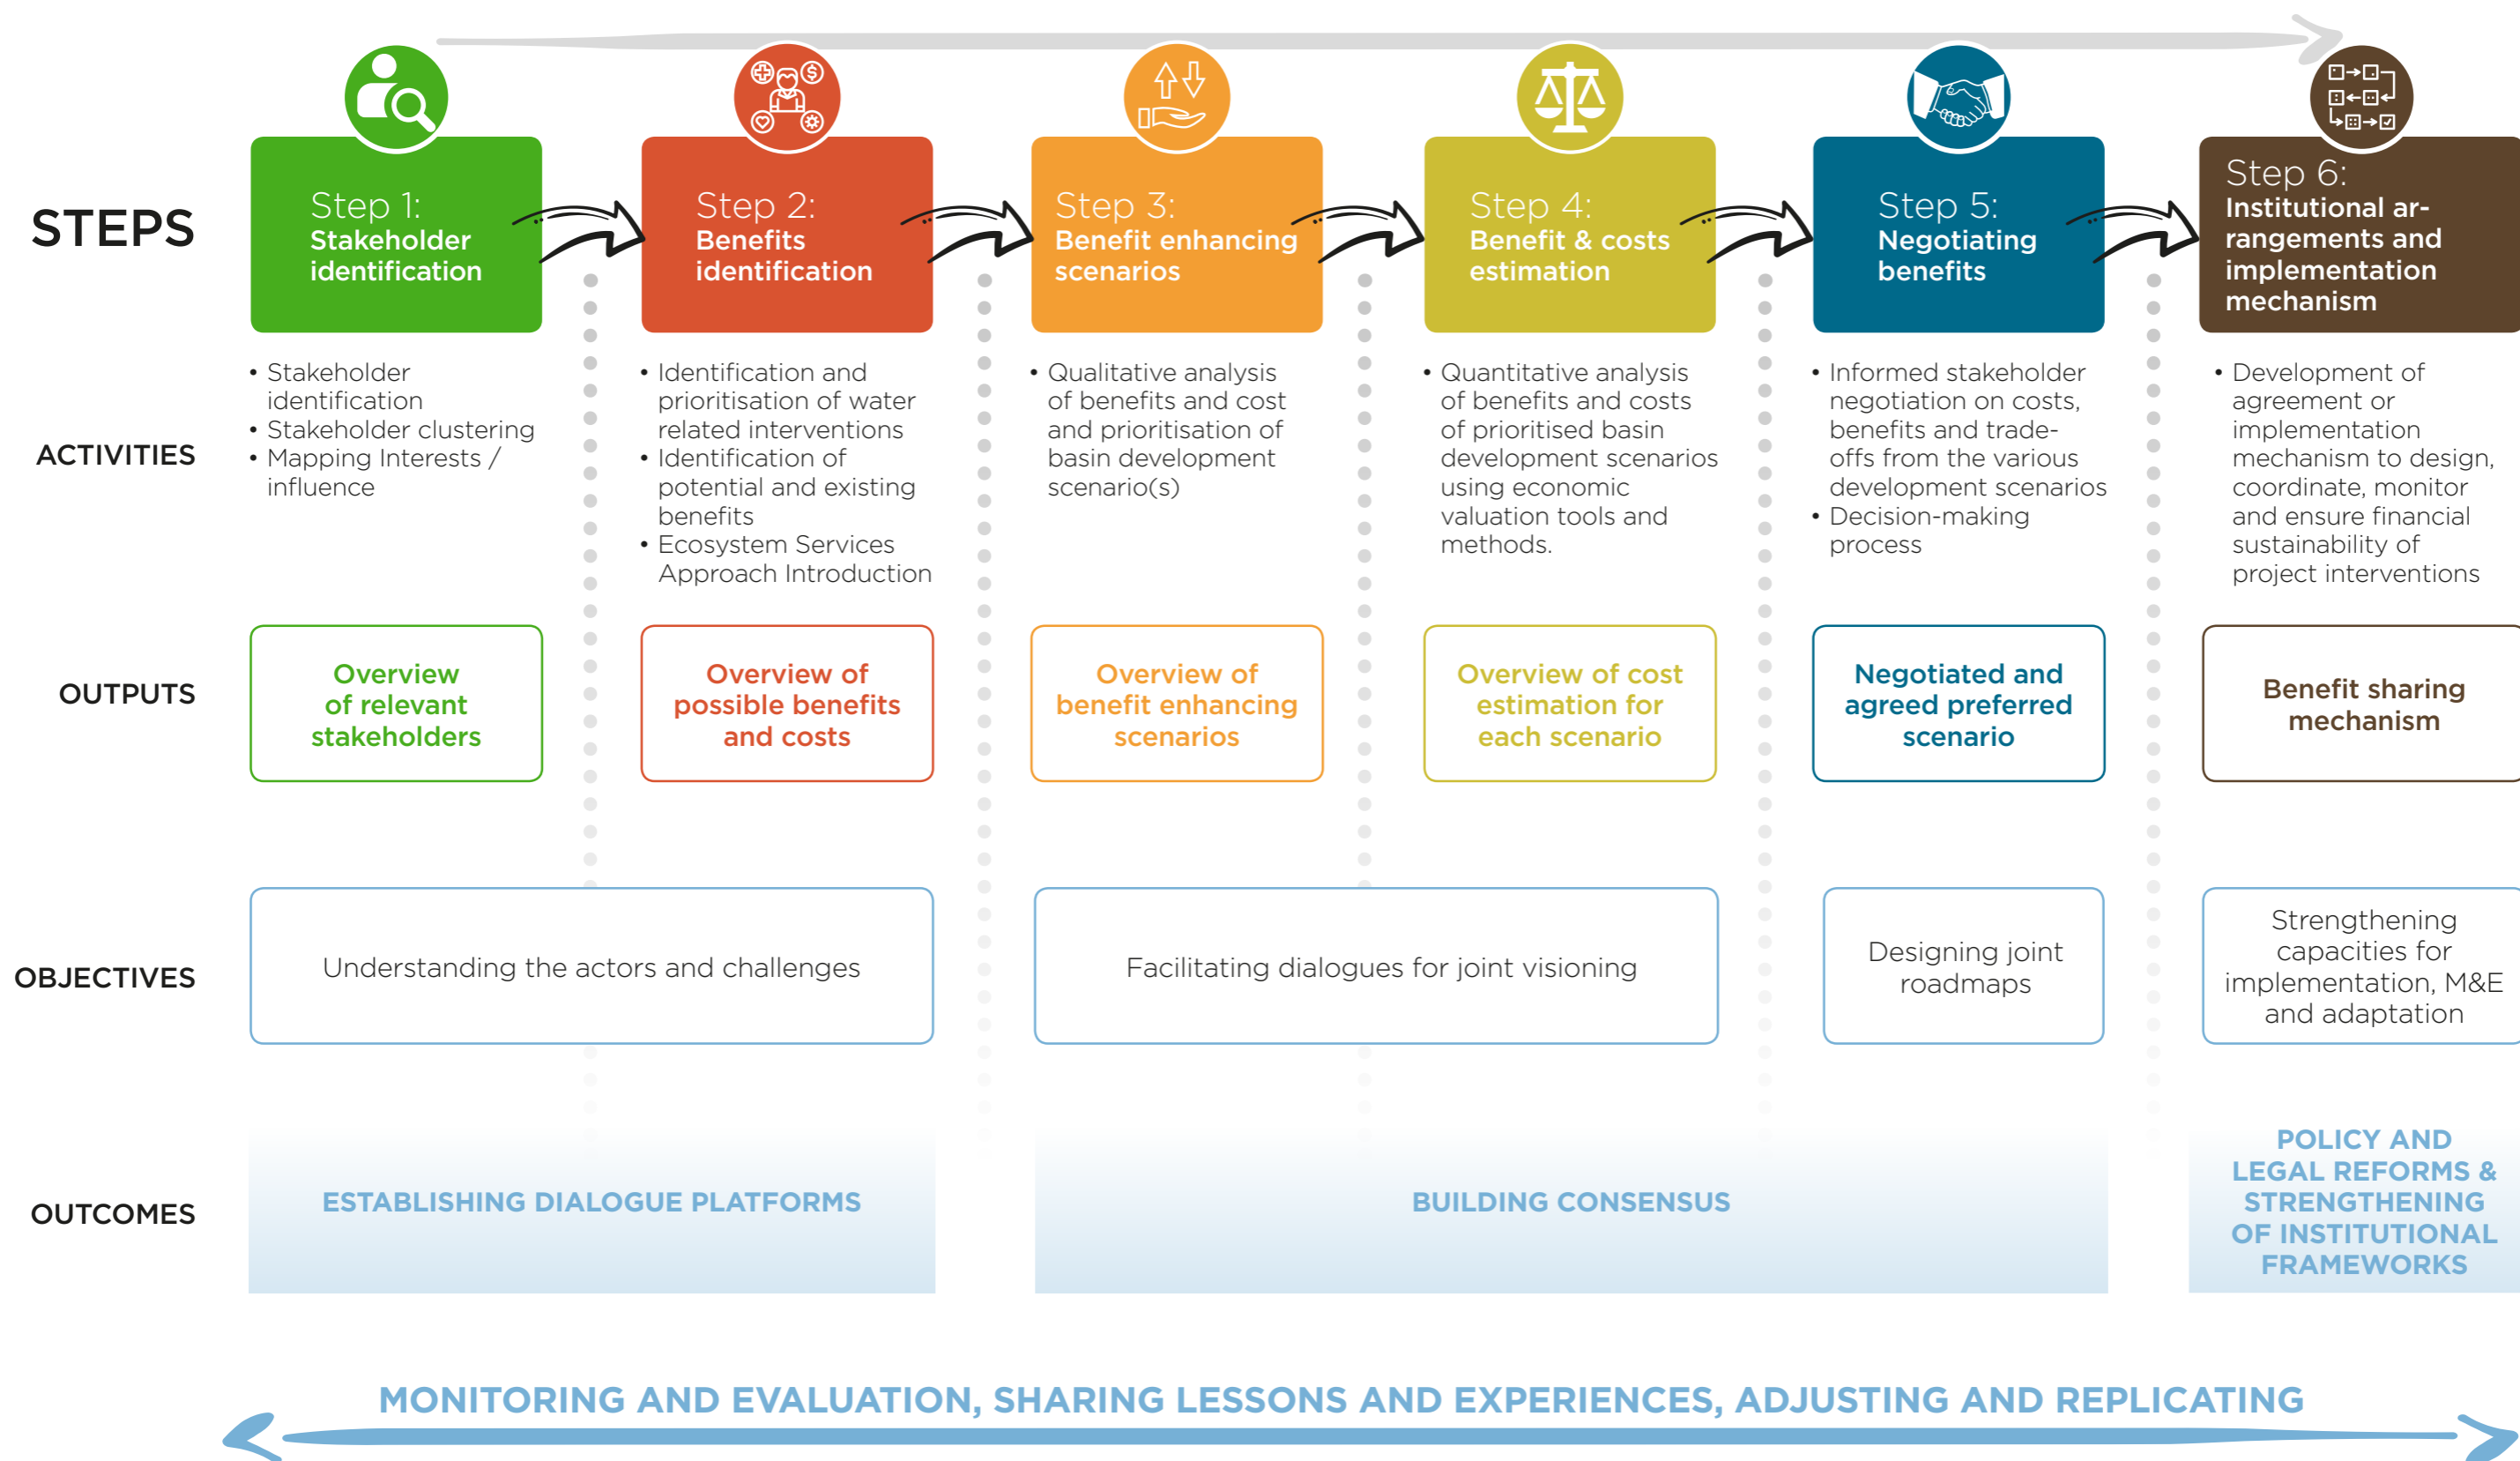 STEPS
Step 1:
Stakeholder
identification
Step 2:
Benefits
identification
Step 3:
Benefit enhancing
scenarios
Step 4:
Benefit & costs
estimation
Step 5:
Negotiating
benefits
Step 6:
Institutional ar-
rangements and
implementation
mechanism
ACTIVITIES
• Stakeholder
identification
• Stakeholder clustering
• Mapping Interests /
influence
• Identification and
prioritisation of water
related interventions
• Identification of
potential and existing
benefits
• Ecosystem Services
Approach Introduction
• Qualitative analysis
of benefits and cost
and prioritisation of
basin development
scenario(s)
• Quantitative analysis
of benefits and costs
of prioritised basin
development scenarios
using economic
valuation tools and
methods.
• Informed stakeholder
negotiation on costs,
benefits and trade-
offs from the various
development scenarios
• Decision-making
process
• Development of
agreement or
implementation
mechanism to design,
coordinate, monitor
and ensure financial
sustainability of
project interventions
OUTPUTS
Overview
of relevant
stakeholders
Overview of
possible benefits
and costs
Overview of
benefit enhancing
scenarios
Overview of cost
estimation for
each scenario
Negotiated and
agreed preferred
scenario
Benefit sharing
mechanism
OBJECTIVES
Understanding the actors and challenges
Facilitating dialogues for joint visioning
Designing joint
roadmaps
Strengthening
capacities for
implementation, M&E
and adaptation
OUTCOMES
ESTABLISHING DIALOGUE PLATFORMS
BUILDING CONSENSUS
POLICY AND
LEGAL REFORMS &
STRENGTHENING
OF INSTITUTIONAL
FRAMEWORKS
MONITORING AND EVALUATION, SHARING LESSONS AND EXPERIENCES, ADJUSTING AND REPLICATING